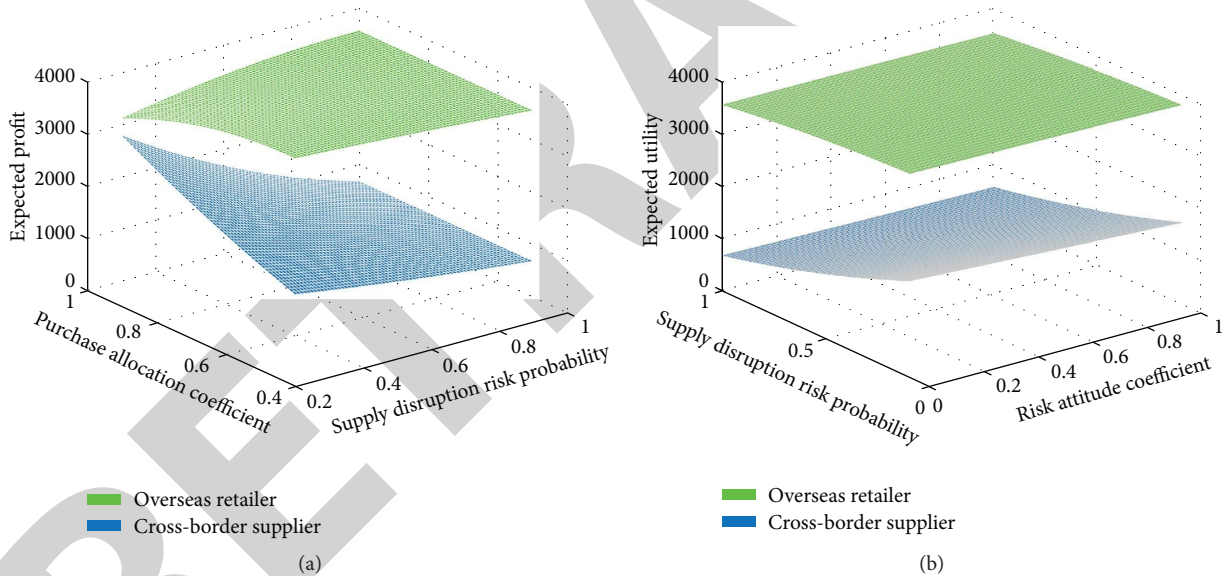 4000
3000
2000
1000
0
Expected profit
1
0.8
0.6
0.4
Purchase allocation coefficient
0.2
0.4
0.6
0.8
1
Supply disruption risk probability
Overseas retailer
Cross-border supplier
(a)
4000
3000
2000
1000
0
Expected utility
1
0.5
0
Supply disruption risk probability
0
0.2
0.4
0.6
0.8
1
Risk attitude coefficient
Overseas retailer
Cross-border supplier
(b)